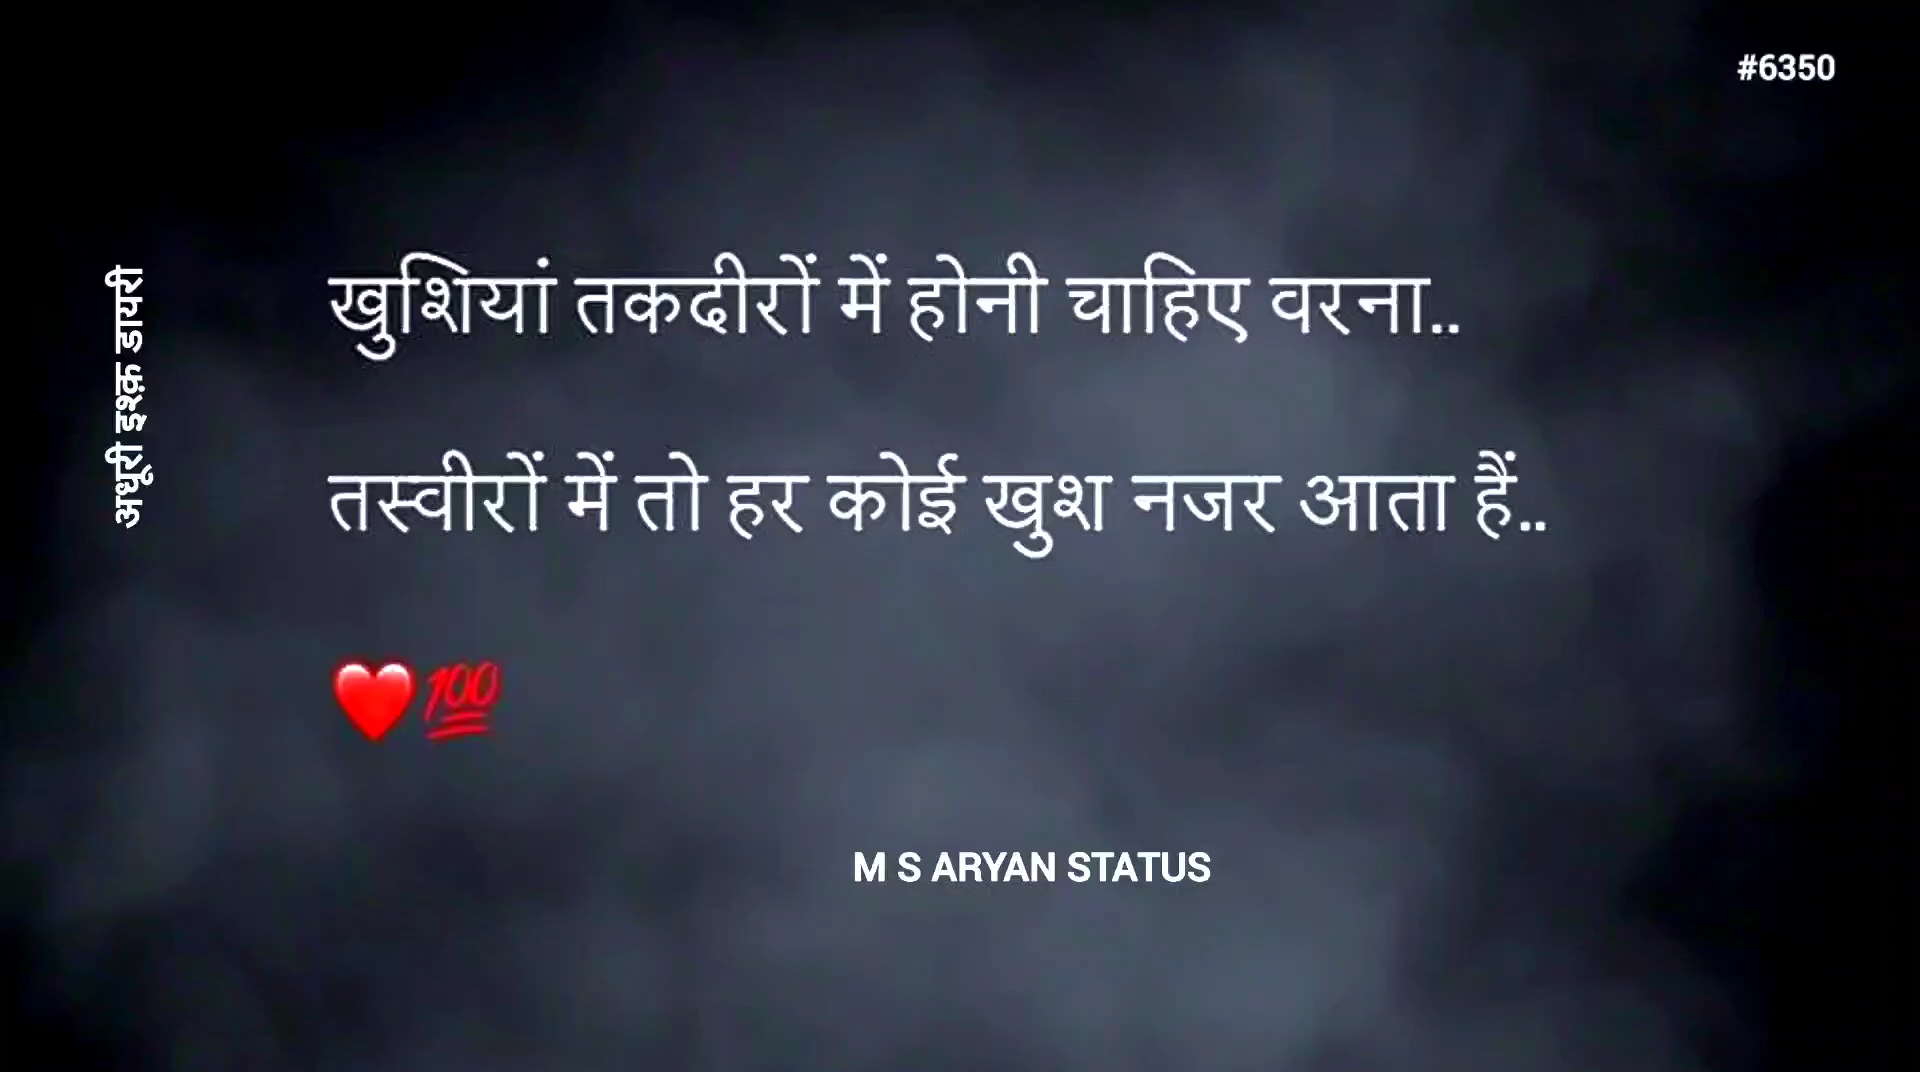 #6350
अधूरी इश्क़ डायरी
खुशियां तकदीरों में होनी चाहिए वरना..
तस्वीरों में तो हर कोई खुश नजर आता हैं..
❤️💯
M S ARYAN STATUS